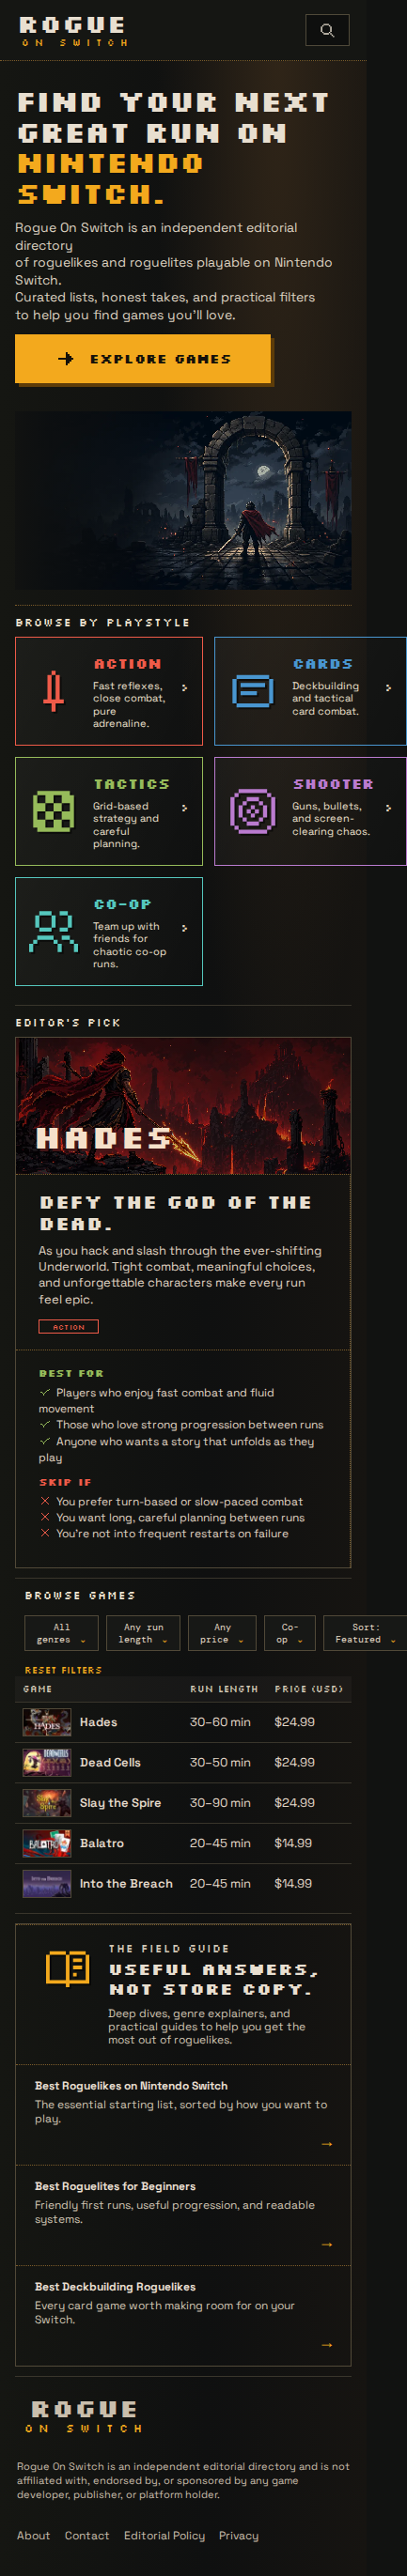 ROGUE
ON SWITCH
FIND YOUR NEXT
GREAT RUN ON
NINTENDO
SWITCH.
Rogue On Switch is an independent editorial
directory
of roguelikes and roguelites playable on Nintendo
Switch.
Curated lists, honest takes, and practical filters
to help you find games you'll love.
EXPLORE GAMES
BROWSE BY PLAYSTYLE
ACTION
Fast reflexes,
close combat,
pure
adrenaline.
CARDS
Deckbuilding
and tactical
card combat.
TACTICS
Grid-based
strategy and
careful
planning.
SHOOTER
Guns, bullets,
and screen-
clearing chaos.
CO-OP
Team up with
friends for
chaotic co-op
runs.
EDITOR'S PICK
HADES
DEFY THE GOD OF THE
DEAD.
As you hack and slash through the ever-shifting
Underworld. Tight combat, meaningful choices,
and unforgettable characters make every run
feel epic.
ACTION
BEST FOR
Players who enjoy fast combat and fluid
movement
Those who love strong progression between runs
Anyone who wants a story that unfolds as they
play
SKIP IF
You prefer turn-based or slow-paced combat
You want long, careful planning between runs
You're not into frequent restarts on failure
BROWSE GAMES
All
genres
Any run
length
Any
price
Co-
op
Sort:
Featured
RESET FILTERS
GAME RUN LENGTH PRICE (USD)
HADES
Hades 30–60 min $24.99
DEAD CELLS
Dead Cells 30–50 min $24.99
Slay the Spire
Slay the Spire 30–90 min $24.99
BALATRO
Balatro 20–45 min $14.99
INTO THE BREACH
Into the Breach 20–45 min $14.99
THE FIELD GUIDE
USEFUL ANSWERS,
NOT STORE COPY.
Deep dives, genre explainers, and
practical guides to help you get the
most out of roguelikes.
Best Roguelikes on Nintendo Switch
The essential starting list, sorted by how you want to
play.
→
Best Roguelites for Beginners
Friendly first runs, useful progression, and readable
systems.
→
Best Deckbuilding Roguelikes
Every card game worth making room for on your
Switch.
→
ROGUE
ON SWITCH
Rogue On Switch is an independent editorial directory and is not
affiliated with, endorsed by, or sponsored by any game
developer, publisher, or platform holder.
About Contact Editorial Policy Privacy